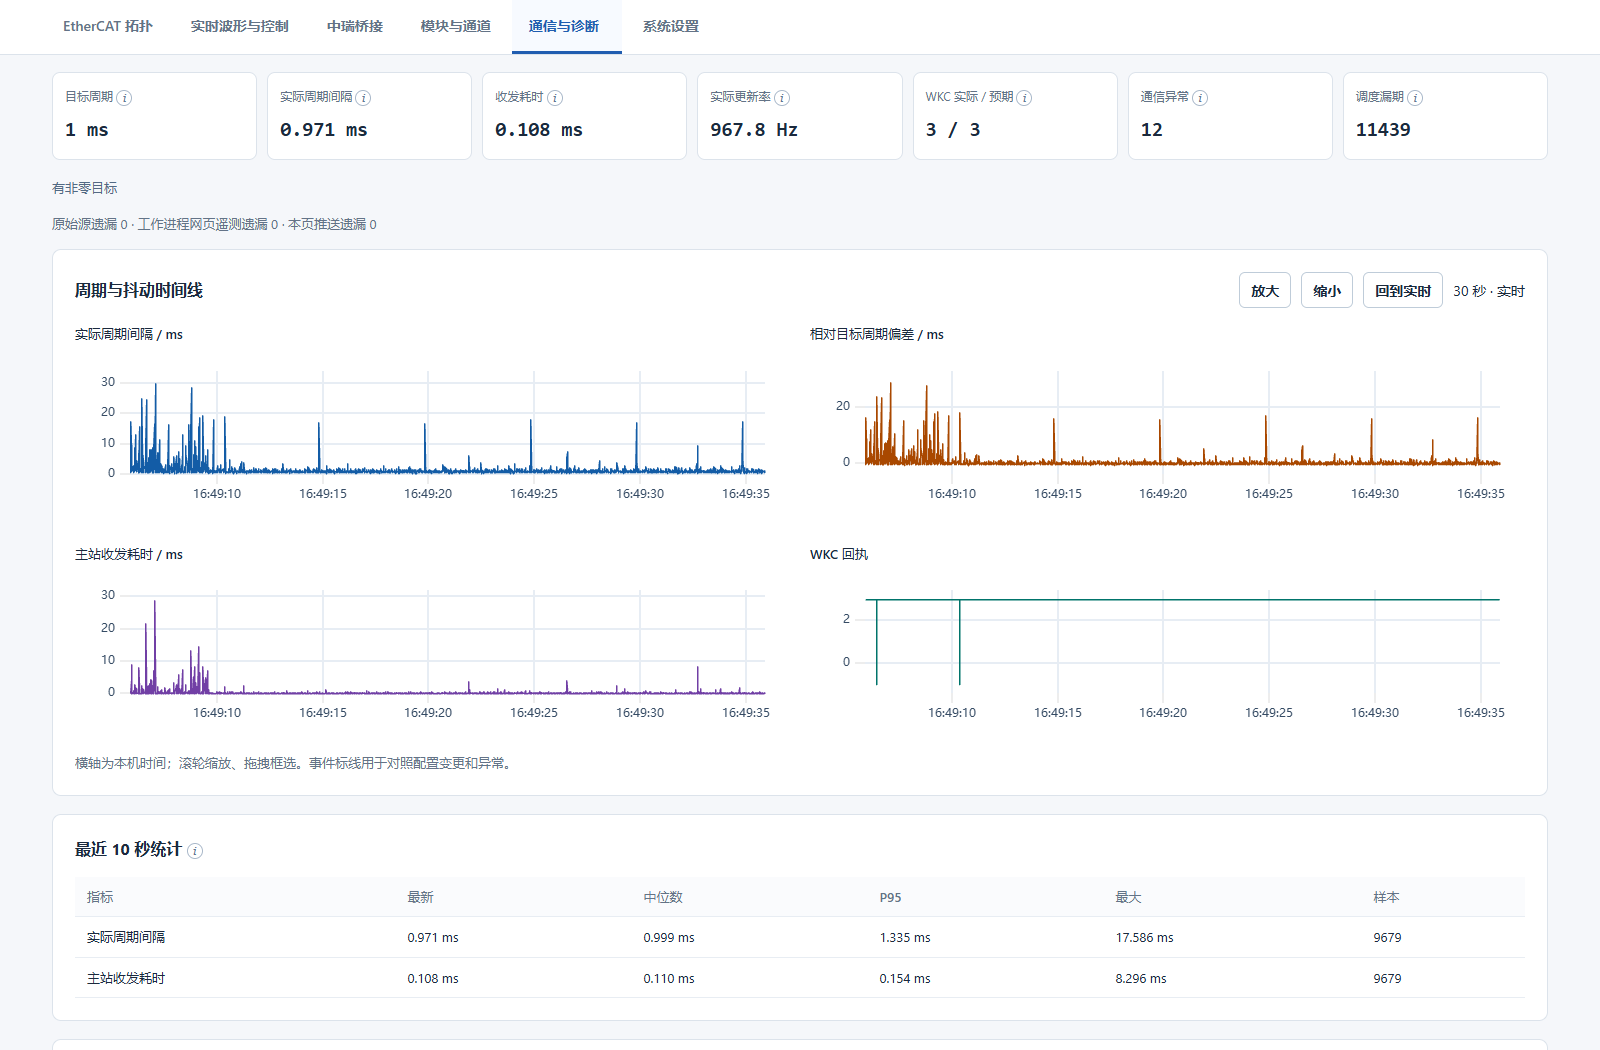 EtherCAT 拓扑 实时波形与控制 中瑞桥接 模块与通道 通信与诊断 系统设置
目标周期 i 实际周期间隔 i 收发耗时 i 实际更新率 i WKC 实际 / 预期 i 通信异常 i 调度漏期 i
1 ms 0.971 ms 0.108 ms 967.8 Hz 3 / 3 12 11439
有非零目标
原始源遗漏 0 · 工作进程网页遥测遗漏 0 · 本页推送遗漏 0
周期与抖动时间线 放大 缩小 回到实时 30 秒 · 实时
实际周期间隔 / ms
30
20
10
0
16:49:10 16:49:15 16:49:20 16:49:25 16:49:30 16:49:35
相对目标周期偏差 / ms
20
0
16:49:10 16:49:15 16:49:20 16:49:25 16:49:30 16:49:35
主站收发耗时 / ms
30
20
10
0
16:49:10 16:49:15 16:49:20 16:49:25 16:49:30 16:49:35
WKC 回执
2
0
16:49:10 16:49:15 16:49:20 16:49:25 16:49:30 16:49:35
横轴为本机时间；滚轮缩放、拖拽框选。事件标线用于对照配置变更和异常。
最近 10 秒统计 i
指标 最新 中位数 P95 最大 样本
实际周期间隔 0.971 ms 0.999 ms 1.335 ms 17.586 ms 9679
主站收发耗时 0.108 ms 0.110 ms 0.154 ms 8.296 ms 9679